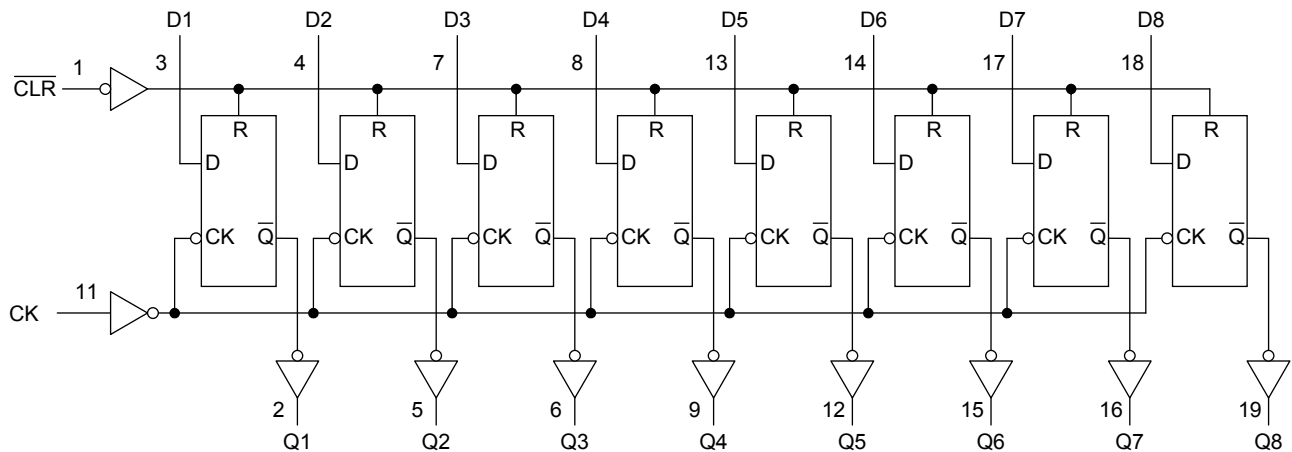 D1 D2 D3 D4 D5 D6 D7 D8
1 3 4 7 8 13 14 17 18
C̅L̅R̅
R R R R R R R R
D D D D D D D D
CK Q̅ CK Q̅ CK Q̅ CK Q̅ CK Q̅ CK Q̅ CK Q̅ CK Q̅
11
CK
2 5 6 9 12 15 16 19
Q1 Q2 Q3 Q4 Q5 Q6 Q7 Q8